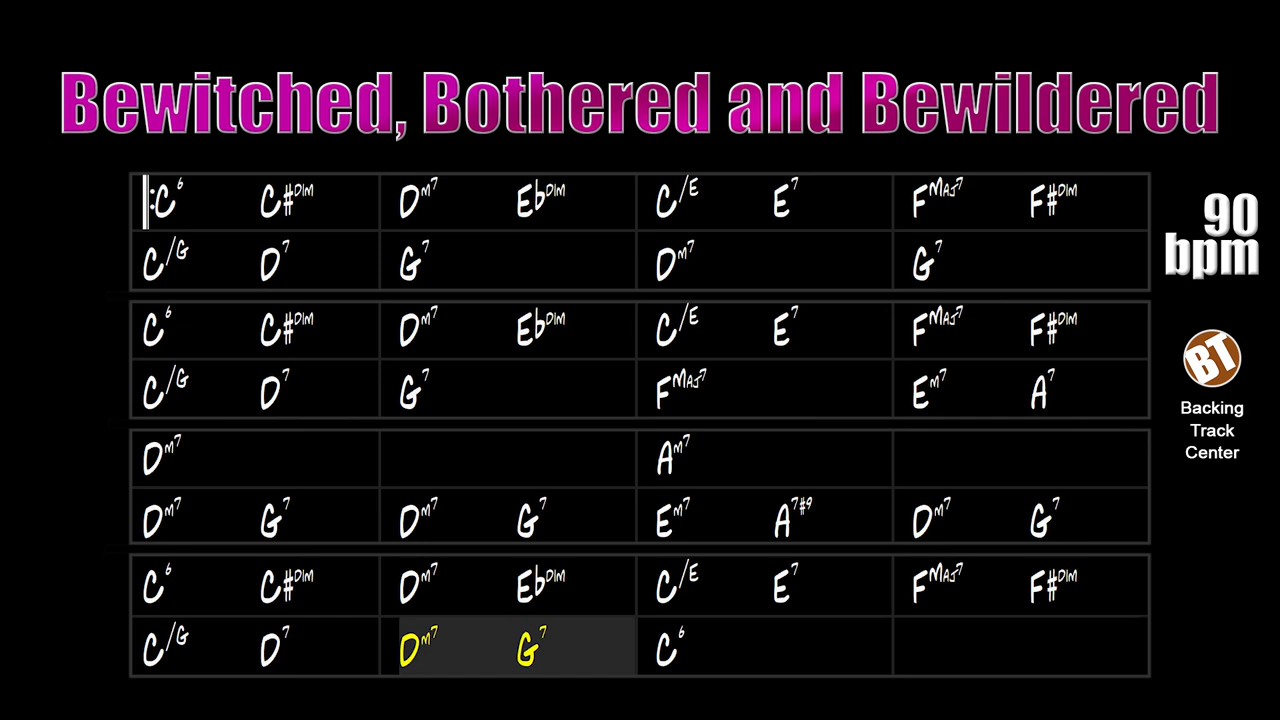 Bewitched, Bothered and Bewildered
C6 C#DIM DM7 EbDIM C/E E7 FMAJ7 F#DIM
C/G D7 G7 DM7 G7
C6 C#DIM DM7 EbDIM C/E E7 FMAJ7 F#DIM
C/G D7 G7 FMAJ7 EM7 A7
DM7 AM7
DM7 G7 DM7 G7 EM7 A7#9 DM7 G7
C6 C#DIM DM7 EbDIM C/E E7 FMAJ7 F#DIM
C/G D7 DM7 G7 C6
90
bpm
BT
Backing
Track
Center